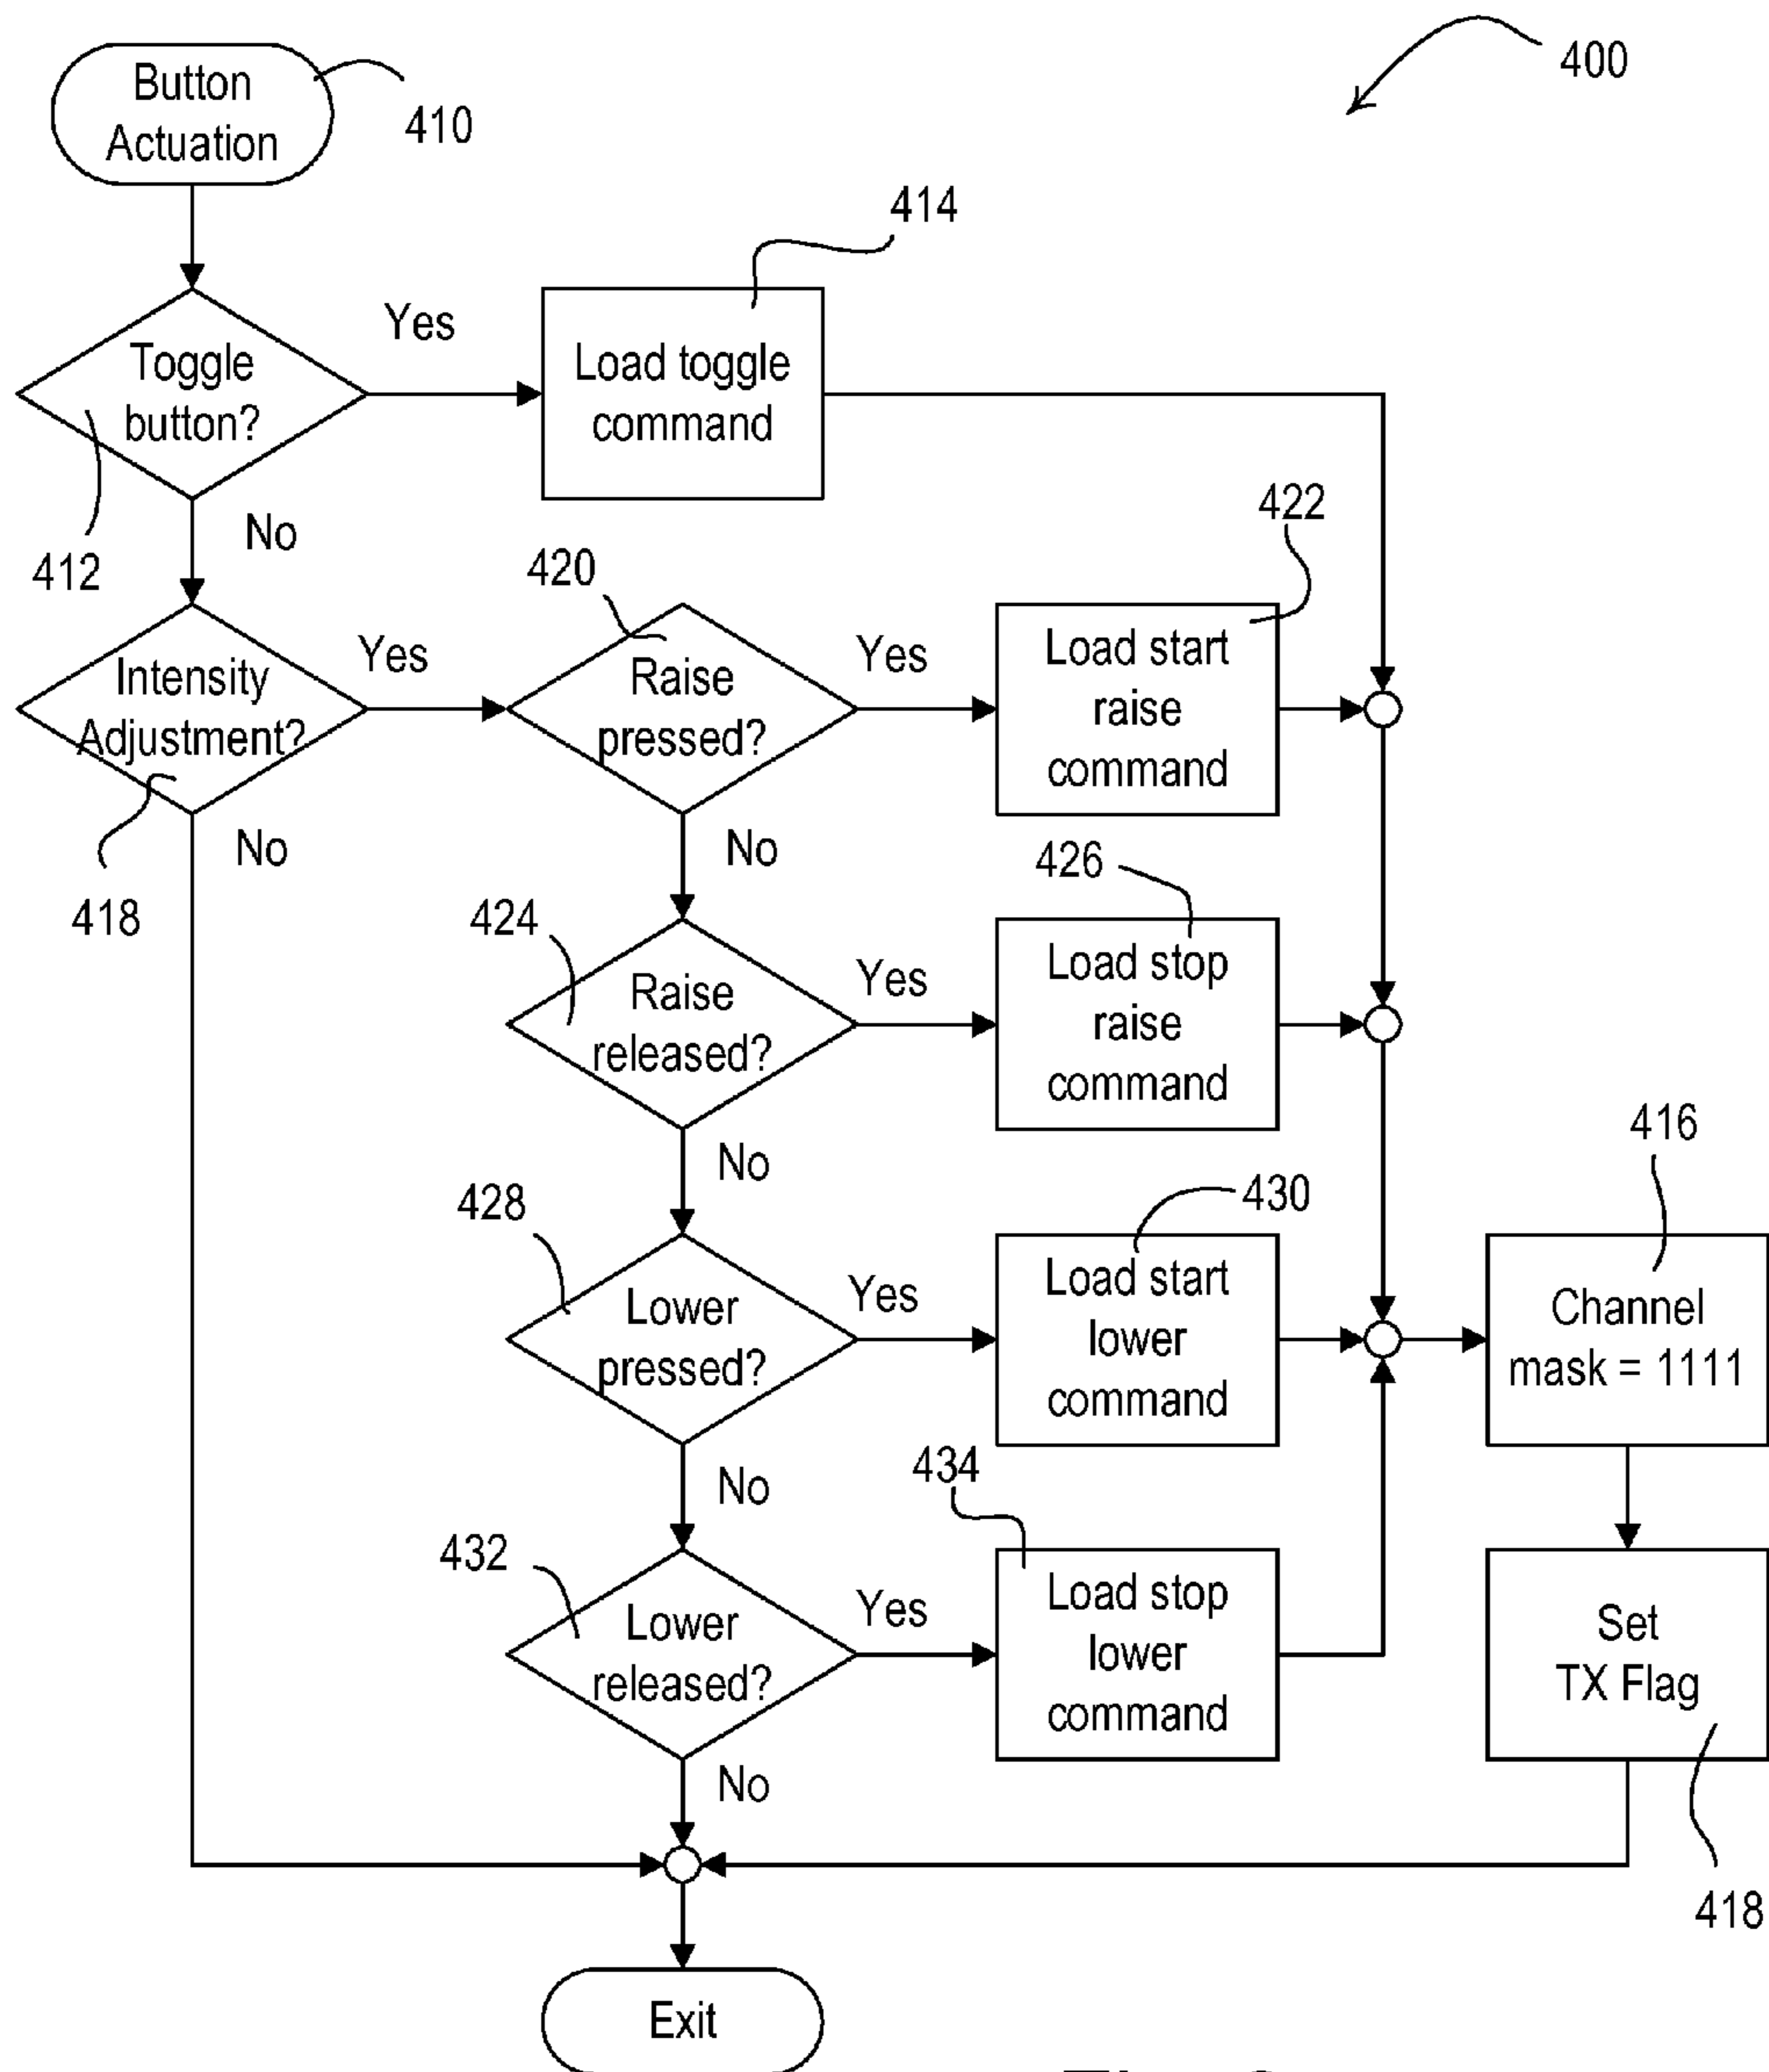 400
Button
Actuation
410
414
Toggle
button?
Yes
Load toggle
command
412
No
422
420
Intensity
Adjustment?
Yes
Raise
pressed?
Yes
Load start
raise
command
418
No
No
426
424
Raise
released?
Yes
Load stop
raise
command
416
No
428
430
Lower
pressed?
Yes
Load start
lower
command
Channel
mask = 1111
No
434
432
Lower
released?
Yes
Load stop
lower
command
Set
TX Flag
No
418
Exit